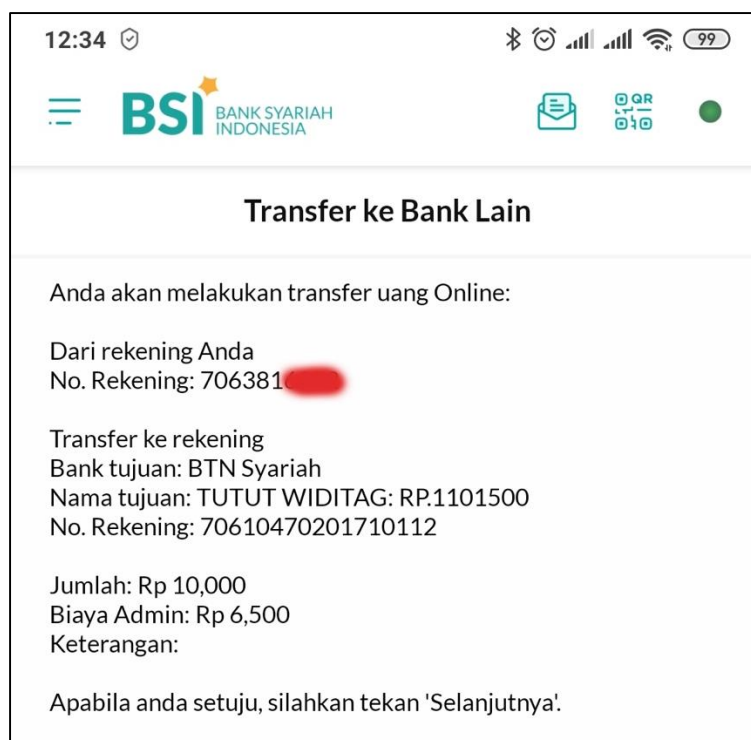 12:34
99
BSI BANK SYARIAH
INDONESIA
QR
Transfer ke Bank Lain
Anda akan melakukan transfer uang Online:
Dari rekening Anda
No. Rekening: 706381
Transfer ke rekening
Bank tujuan: BTN Syariah
Nama tujuan: TUTUT WIDITAG: RP.1101500
No. Rekening: 70610470201710112
Jumlah: Rp 10,000
Biaya Admin: Rp 6,500
Keterangan:
Apabila anda setuju, silahkan tekan 'Selanjutnya'.